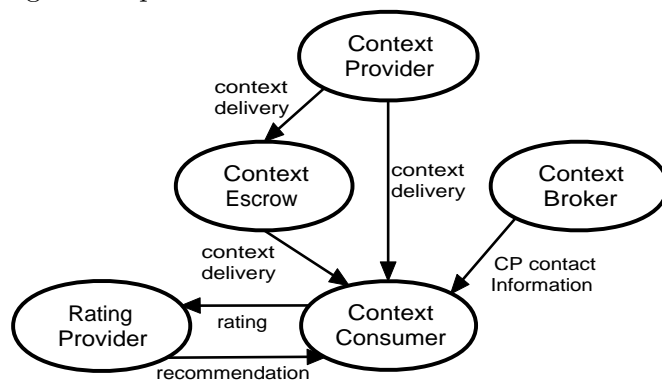 Context
Provider
context
delivery
Context
Escrow
context
delivery
Context
Broker
context
delivery
CP contact
Information
Rating
Provider
rating
Context
Consumer
recommendation